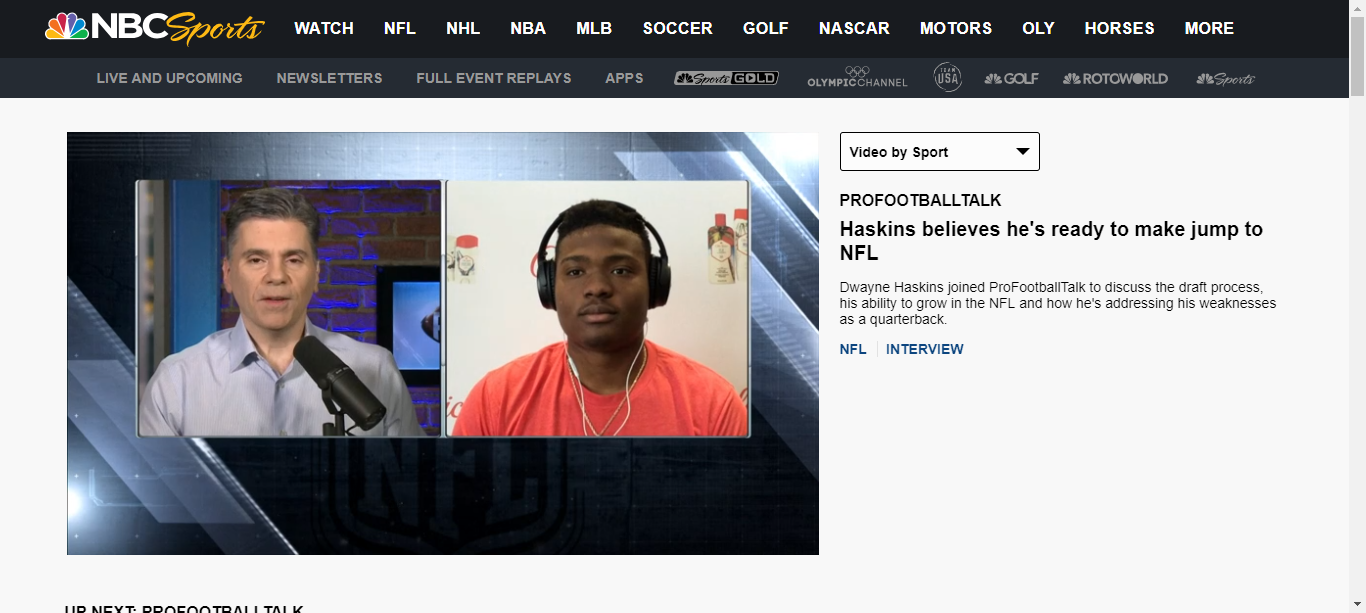 NBC Sports WATCH NFL NHL NBA MLB SOCCER GOLF NASCAR MOTORS OLY HORSES MORE
LIVE AND UPCOMING NEWSLETTERS FULL EVENT REPLAYS APPS Sports GOLD OLYMPIC CHANNEL TEAM USA GOLF ROTOWORLD Sports
Video by Sport
PROFOOTBALLTALK
Haskins believes he's ready to make jump to
NFL
Dwayne Haskins joined ProFootballTalk to discuss the draft process,
his ability to grow in the NFL and how he's addressing his weaknesses
as a quarterback.
NFL INTERVIEW
NFL
UP NEXT: PROFOOTBALLTALK